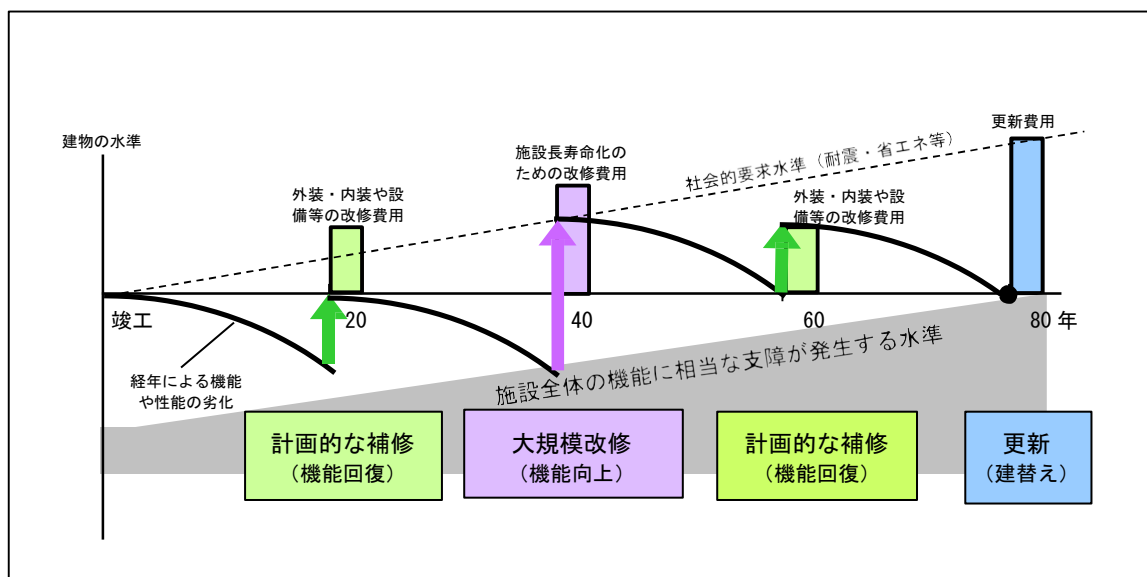 建物の水準
外装・内装や設
備等の改修費用
施設長寿命化の
ための改修費用
社会的要求水準（耐震・省エネ等）
外装・内装や設
備等の改修費用
更新費用
竣工
20
40
60
80 年
経年による機能
や性能の劣化
施設全体の機能に相当な支障が発生する水準
計画的な補修
（機能回復）
大規模改修
（機能向上）
計画的な補修
（機能回復）
更新
（建替え）